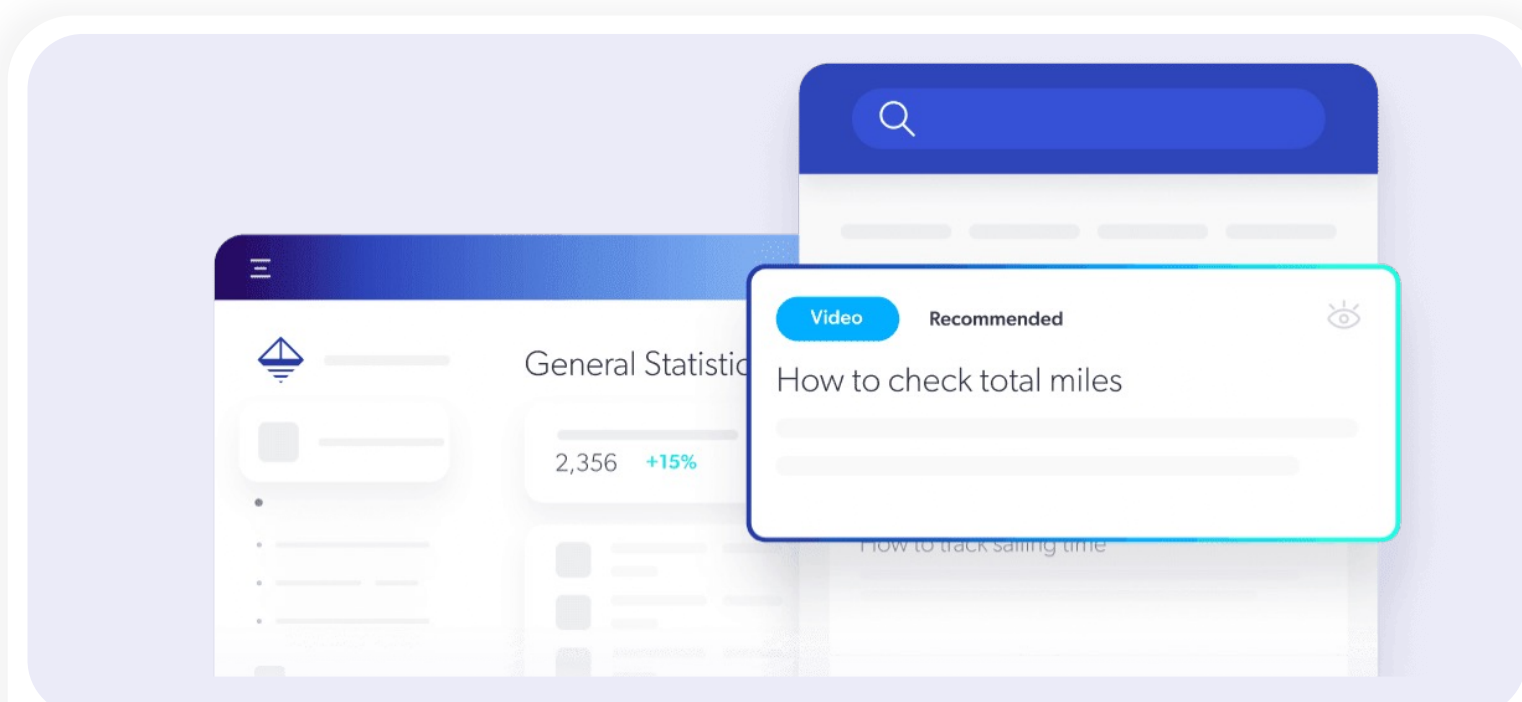 General Statistic
2,356 +15%
Video Recommended
How to check total miles
How to track sailing time